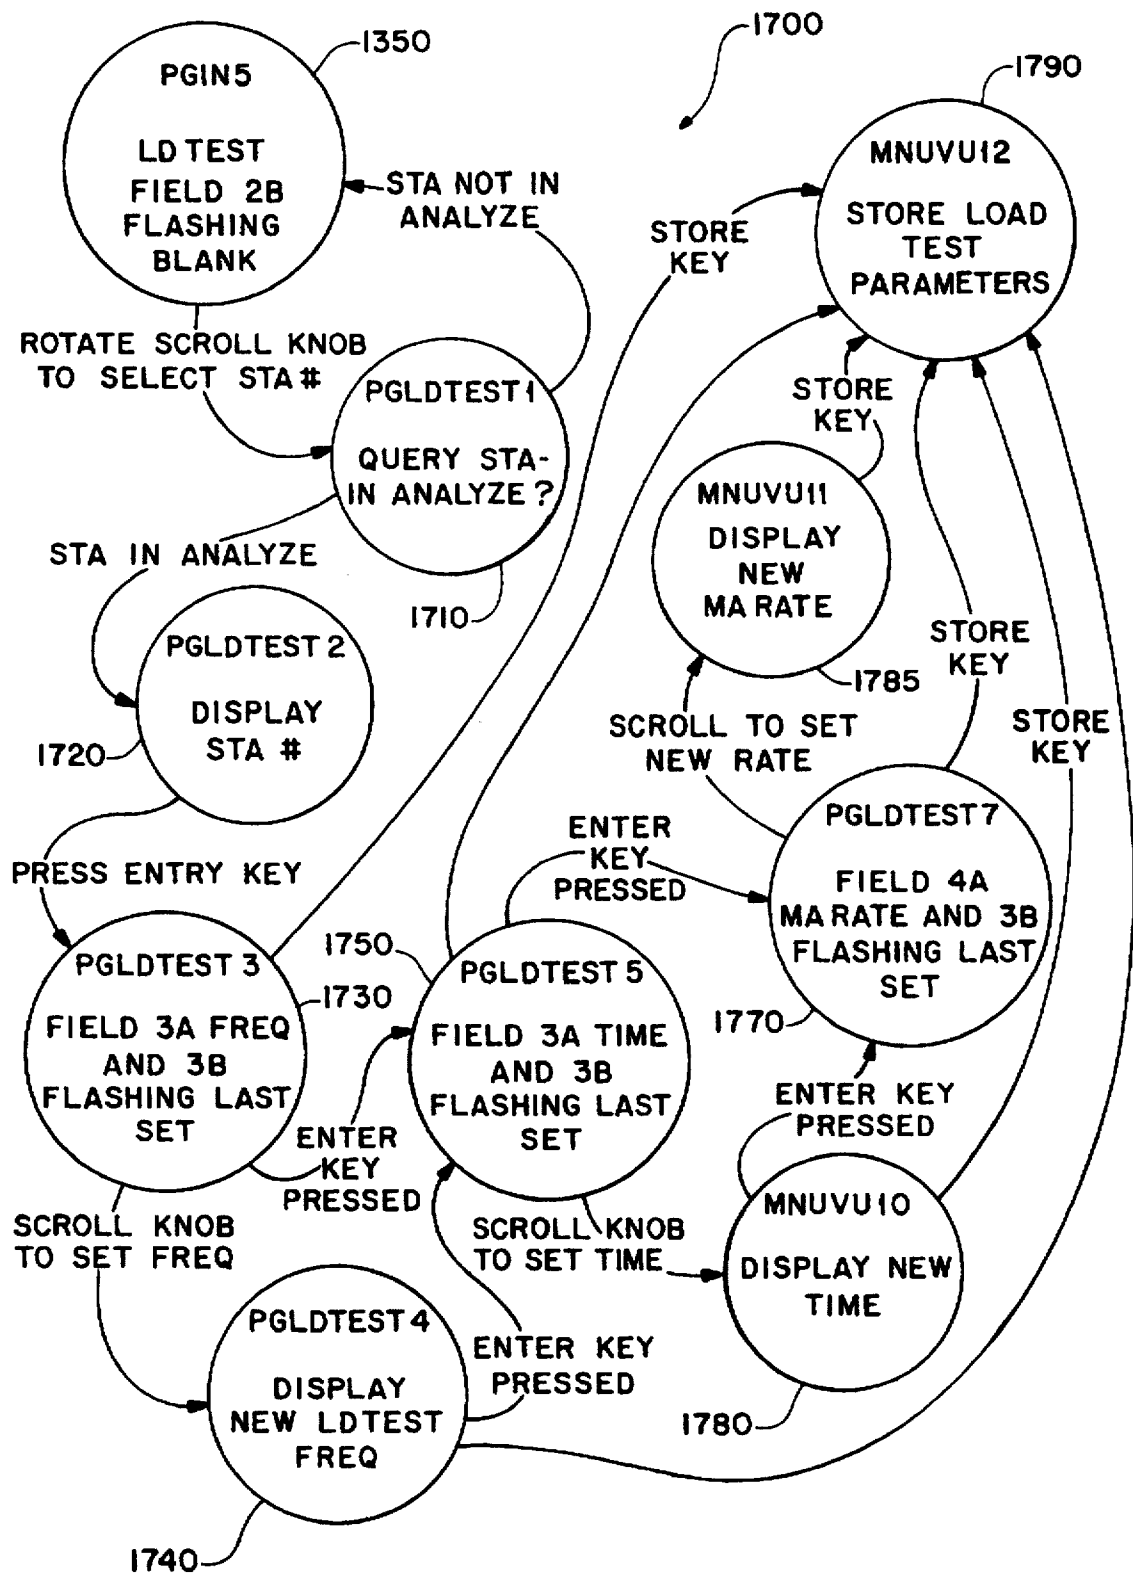 1700
1350
PGIN5
LD TEST
FIELD 2B
FLASHING
BLANK
STA NOT IN
ANALYZE
ROTATE SCROLL KNOB
TO SELECT STA#
PGLDTEST1
QUERY STA-
IN ANALYZE?
1710
STA IN ANALYZE
PGLDTEST2
DISPLAY
STA #
1720
PRESS ENTRY KEY
PGLDTEST 3
FIELD 3A FREQ
AND 3B
FLASHING LAST
SET
1730
SCROLL KNOB
TO SET FREQ
ENTER
KEY
PRESSED
PGLDTEST4
DISPLAY
NEW LDTEST
FREQ
1740
ENTER KEY
PRESSED
1750
PGLDTEST5
FIELD 3A TIME
AND 3B
FLASHING LAST
SET
SCROLL KNOB
TO SET TIME
ENTER
KEY
PRESSED
MNUVU10
DISPLAY NEW
TIME
1780
ENTER KEY
PRESSED
PGLDTEST7
FIELD 4A
MA RATE AND 3B
FLASHING LAST
SET
1770
SCROLL TO SET
NEW RATE
MNUVU11
DISPLAY
NEW
MA RATE
1785
STORE
KEY
STORE
KEY
STORE
KEY
STORE
KEY
MNUVU12
STORE LOAD
TEST
PARAMETERS
1790